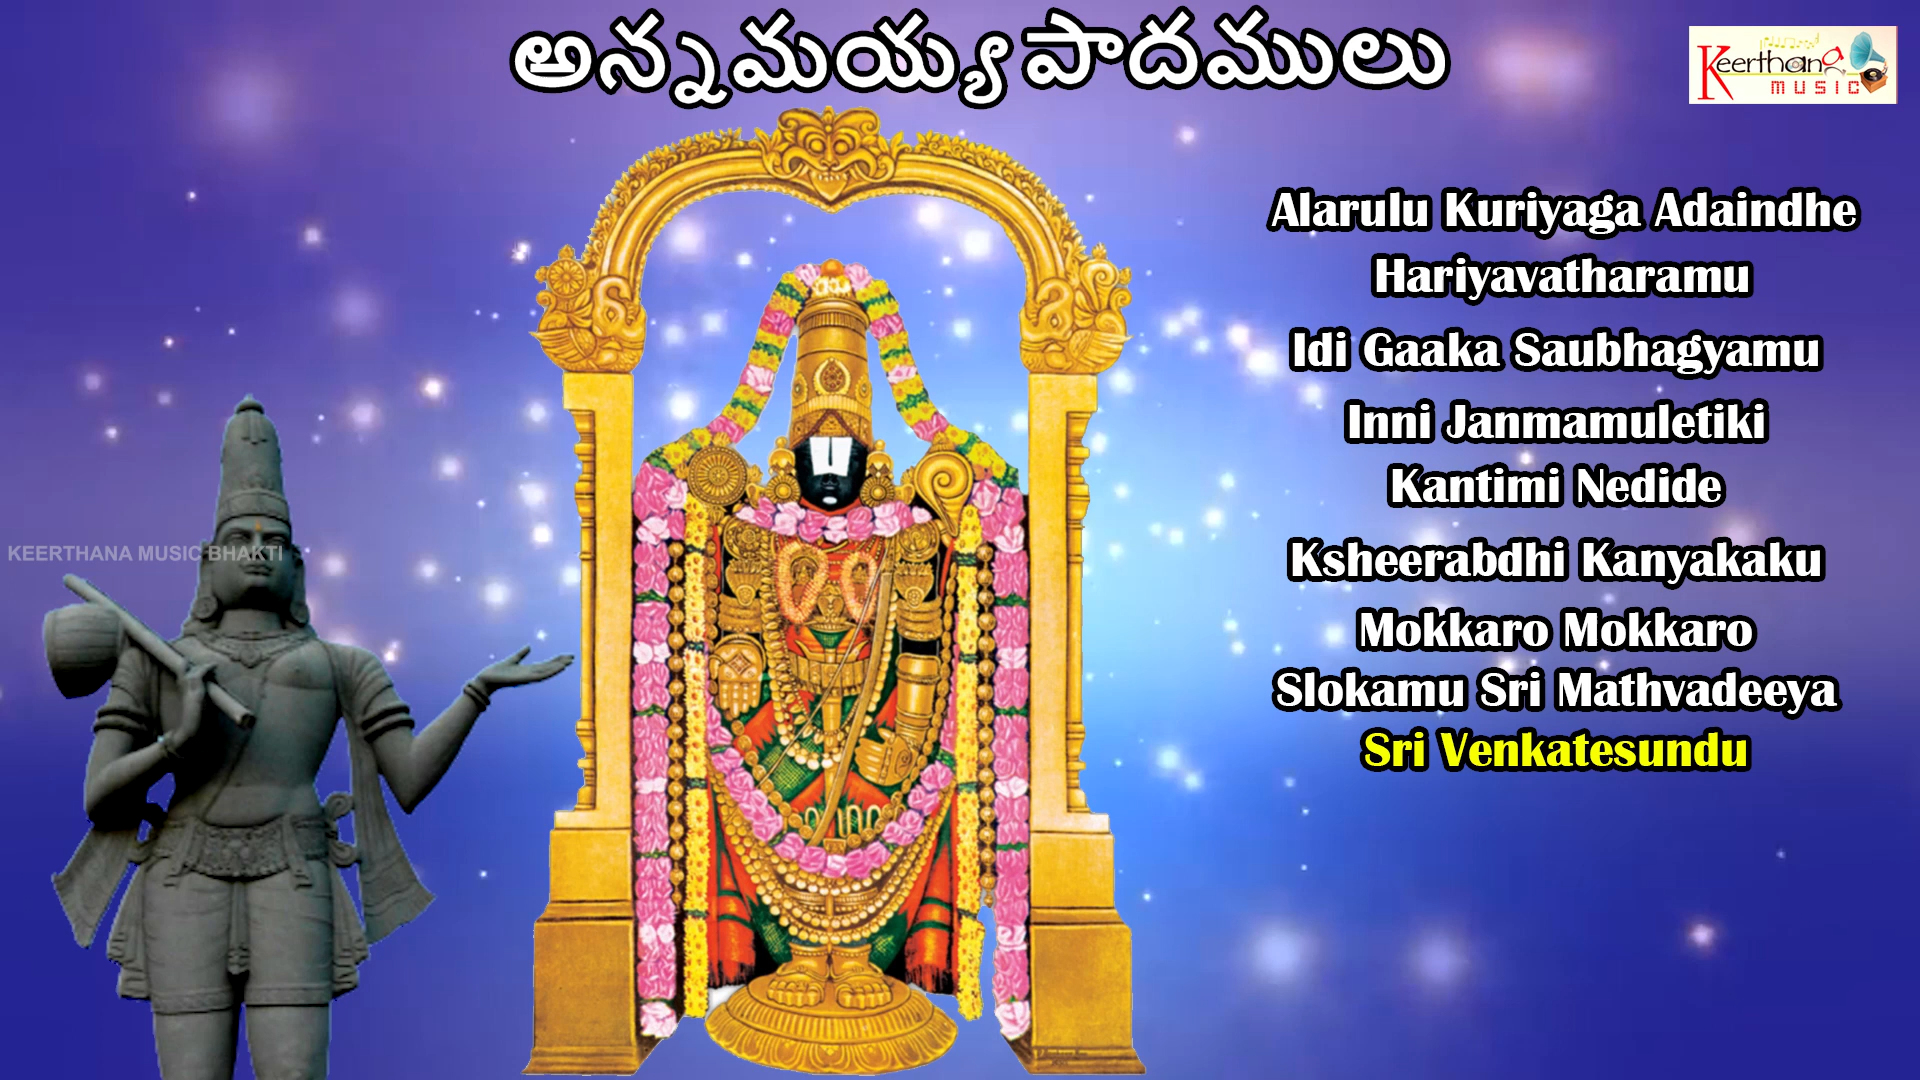 అన్నమయ్య పాదములు
Keerthana
MUSIC
Alarulu Kuriyaga Adaindhe
Hariyavatharamu
Idi Gaaka Saubhagyamu
Inni Janmamuletiki
Kantimi Nedide
KEERTHANA MUSIC BHAKTI
Ksheerabdhi Kanyakaku
Mokkaro Mokkaro
Slokamu Sri Mathvadeeya
Sri Venkatesundu